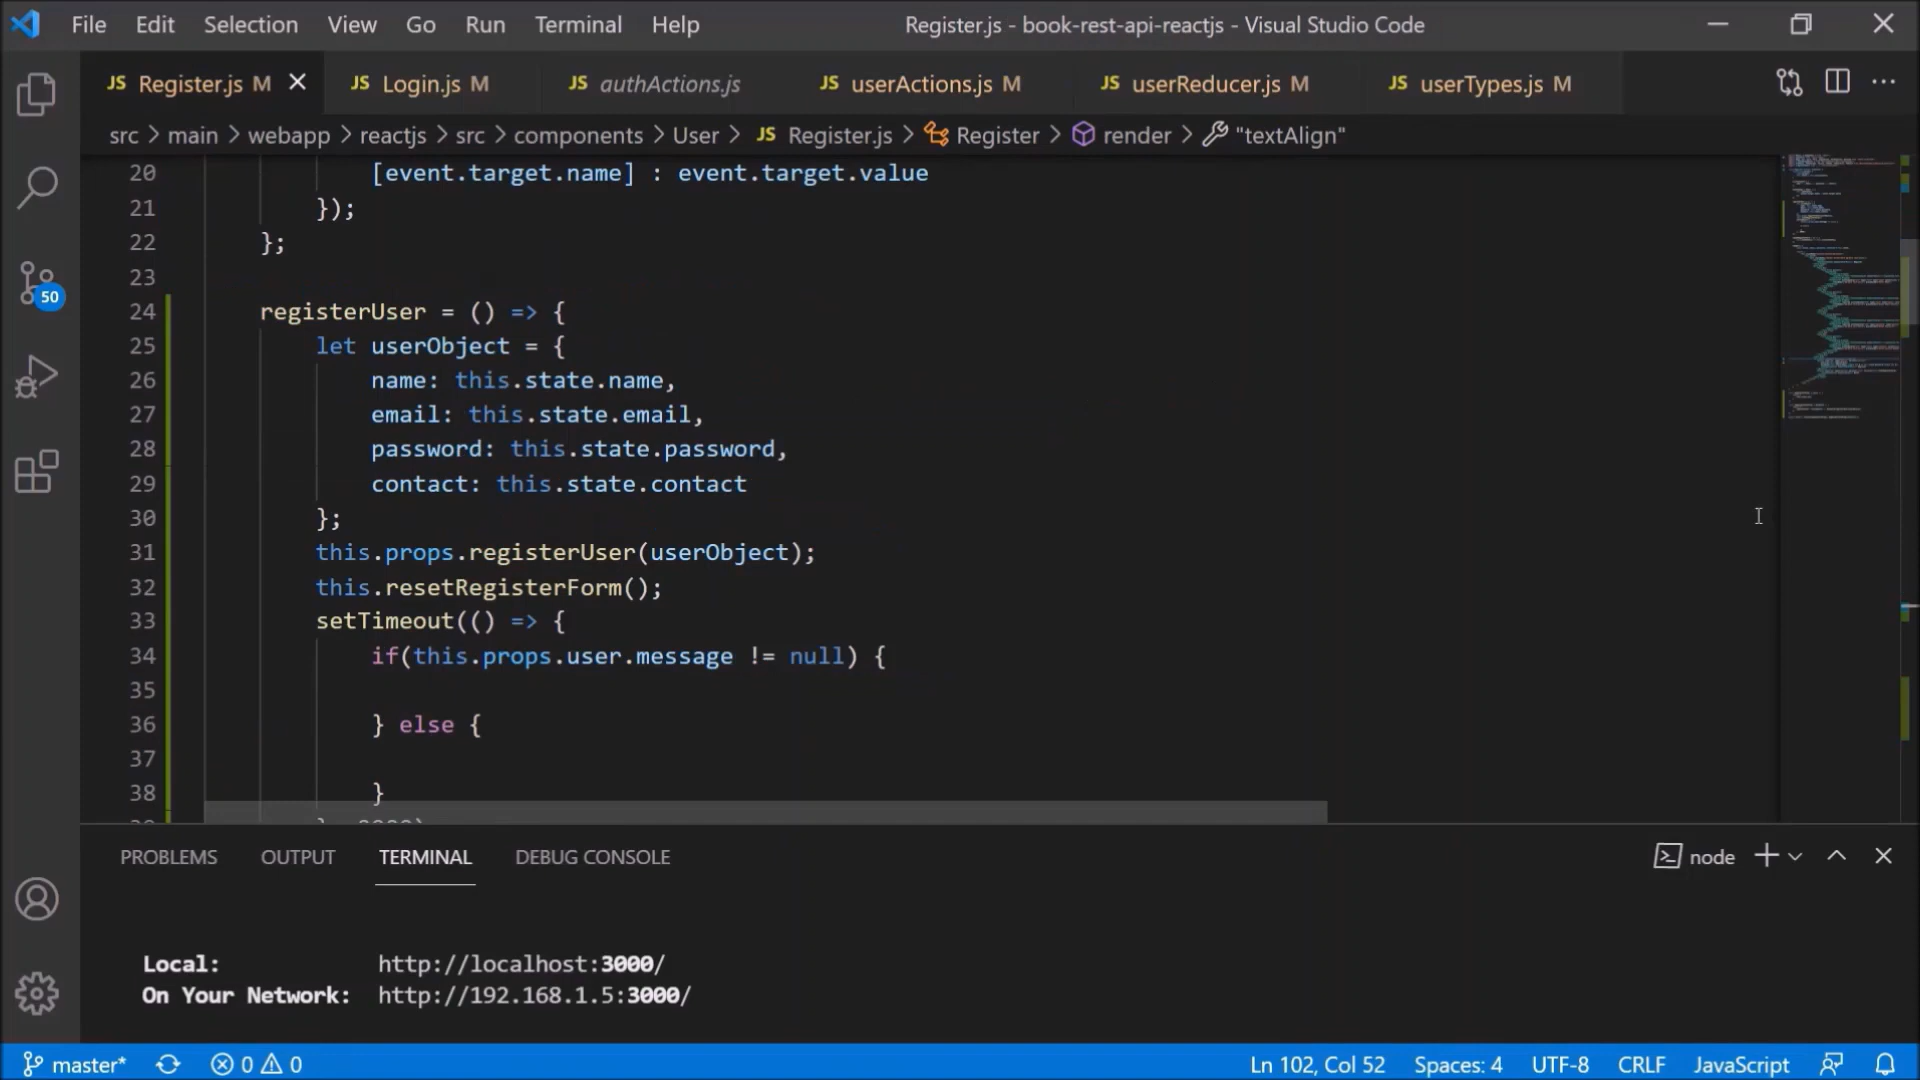 File Edit Selection View Go Run Terminal Help Register.js - book-rest-api-reactjs - Visual Studio Code
JS Register.js M JS Login.js M JS authActions.js JS userActions.js M JS userReducer.js M JS userTypes.js M
src > main > webapp > reactjs > src > components > User > JS Register.js > Register > render > "textAlign"
20 [event.target.name] : event.target.value
21 });
22 };
23
24 registerUser = () => {
25 let userObject = {
26 name: this.state.name,
27 email: this.state.email,
28 password: this.state.password,
29 contact: this.state.contact
30 };
31 this.props.registerUser(userObject);
32 this.resetRegisterForm();
33 setTimeout(() => {
34 if(this.props.user.message != null) {
35
36 } else {
37
38 }
50
PROBLEMS OUTPUT TERMINAL DEBUG CONSOLE node
Local: http://localhost:3000/
On Your Network: http://192.168.1.5:3000/
master* 0 0 Ln 102, Col 52 Spaces: 4 UTF-8 CRLF JavaScript